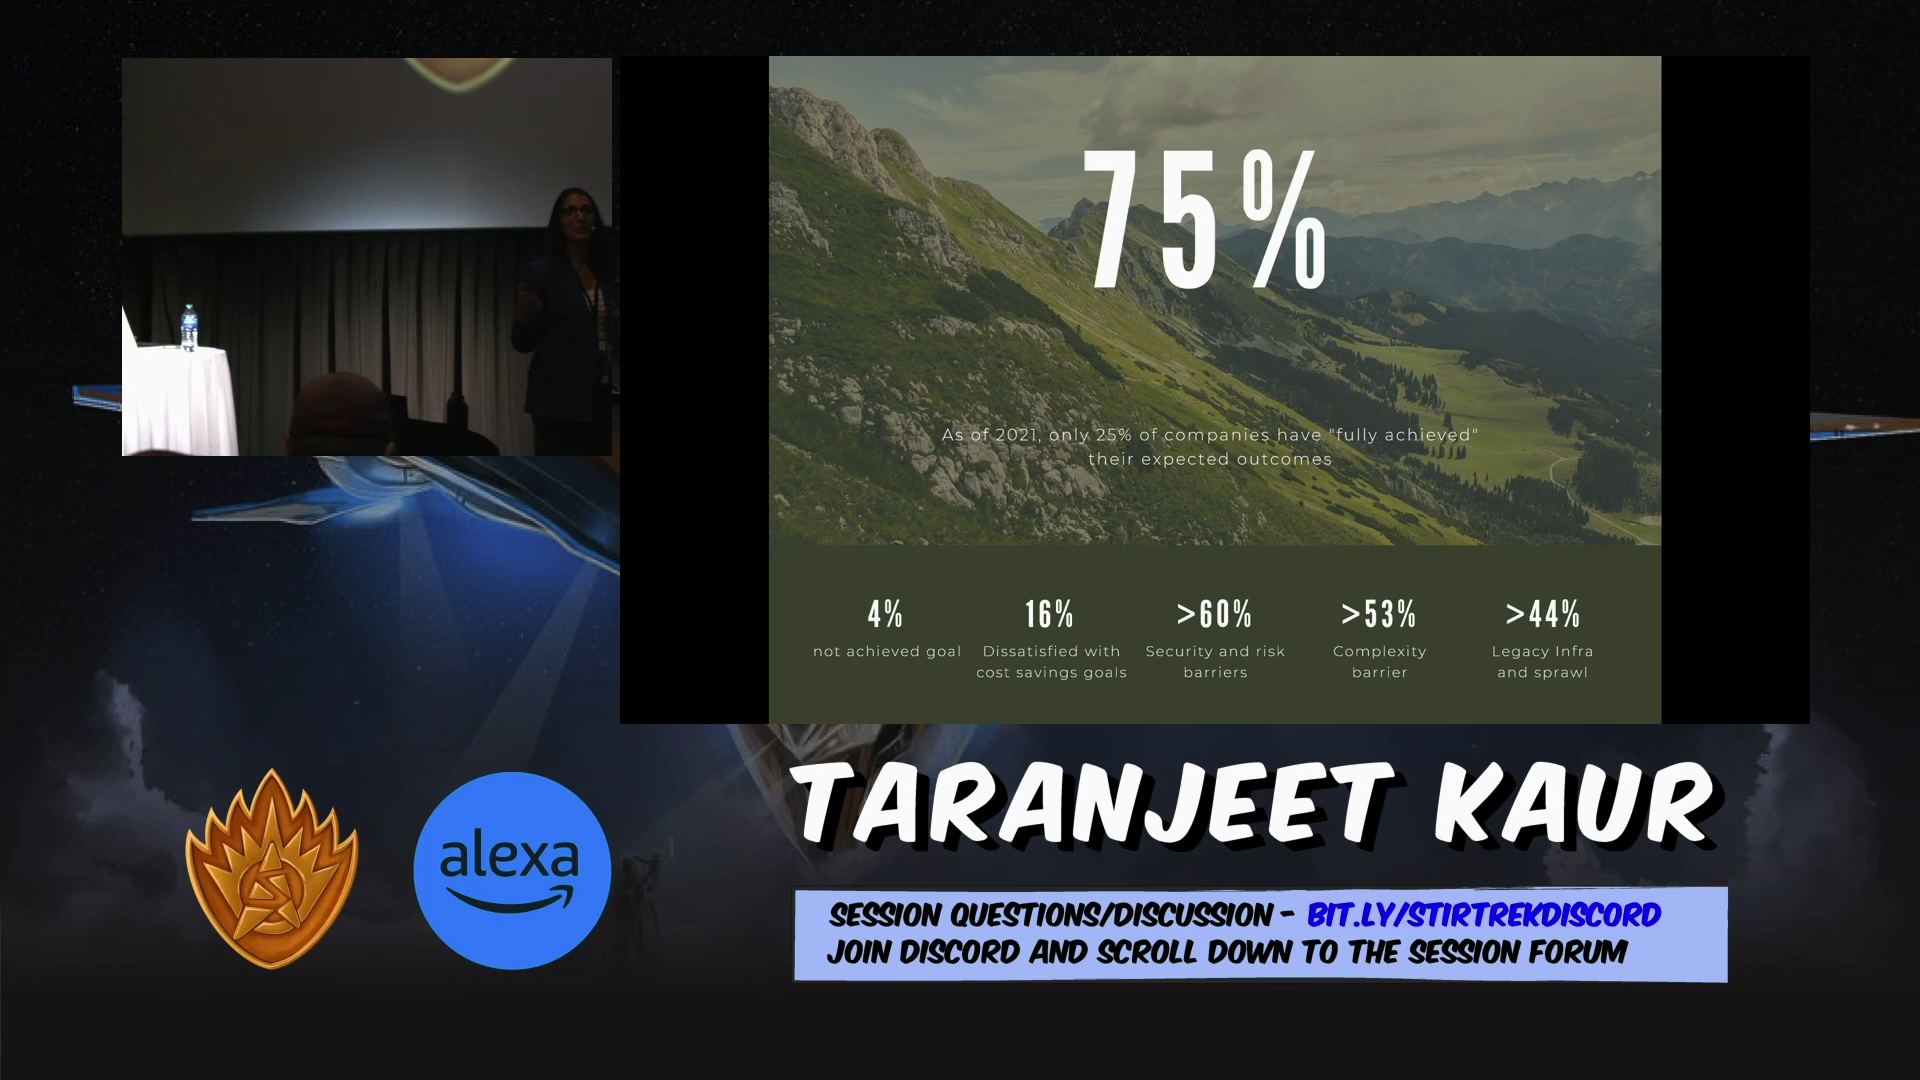 75%
As of 2021, only 25% of companies have "fully achieved"
their expected outcomes
4%
not achieved goal
16%
Dissatisfied with
cost savings goals
>60%
Security and risk
barriers
>53%
Complexity
barrier
>44%
Legacy Infra
and sprawl
alexa
TARANJEET KAUR
SESSION QUESTIONS/DISCUSSION - BIT.LY/STIRTREKDISCORD
JOIN DISCORD AND SCROLL DOWN TO THE SESSION FORUM